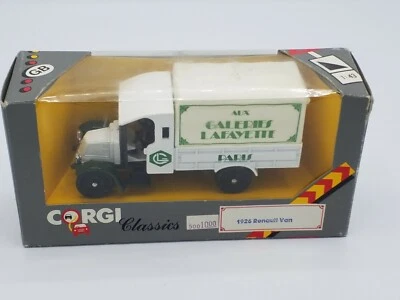 GB
1:43
AUX
GALERIES
LAFAYETTE
PARIS
CORGI
Classics
1926 Renault Van